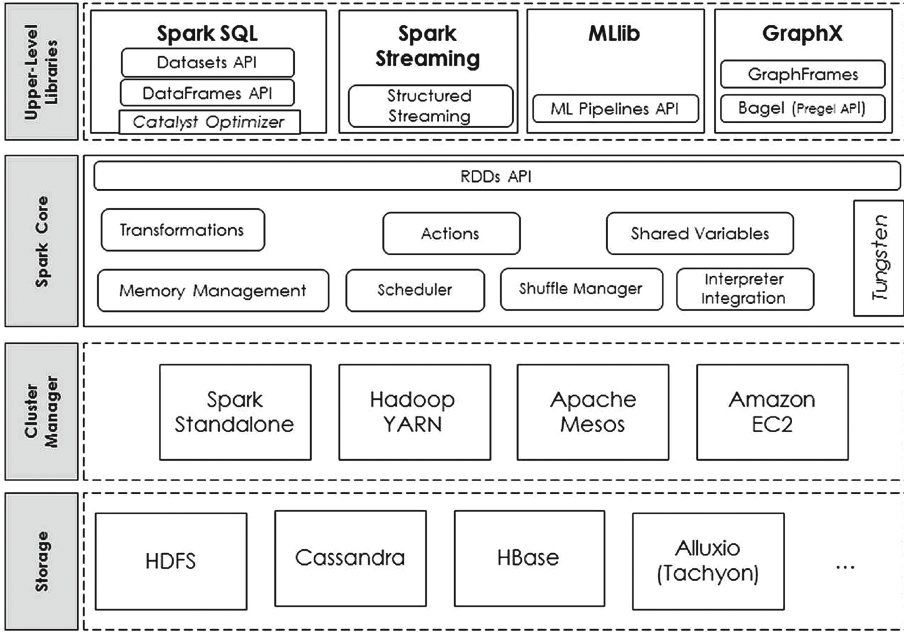 Upper-Level
Libraries
Spark SQL
Datasets API
DataFrames API
Catalyst Optimizer
Spark
Streaming
Structured
Streaming
MLlib
ML Pipelines API
GraphX
GraphFrames
Bagel (Pregel API)
Spark Core
RDDs API
Transformations
Actions
Shared Variables
Memory Management
Scheduler
Shuffle Manager
Interpreter
Integration
Tungsten
Cluster
Manager
Spark
Standalone
Hadoop
YARN
Apache
Mesos
Amazon
EC2
Storage
HDFS
Cassandra
HBase
Alluxio
(Tachyon)
...